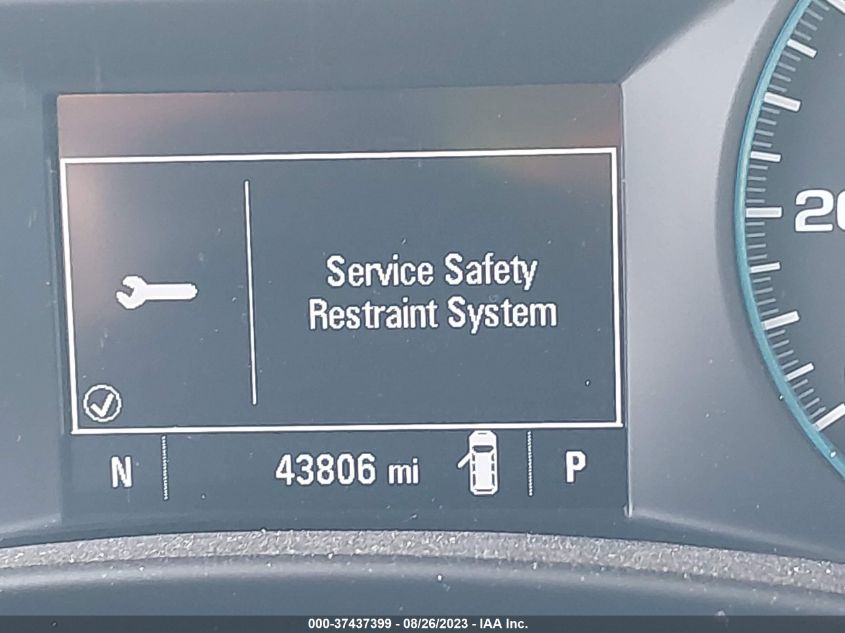 Service Safety
Restraint System
N
43806 mi
P
20
000-37437399 - 08/26/2023 - IAA Inc.